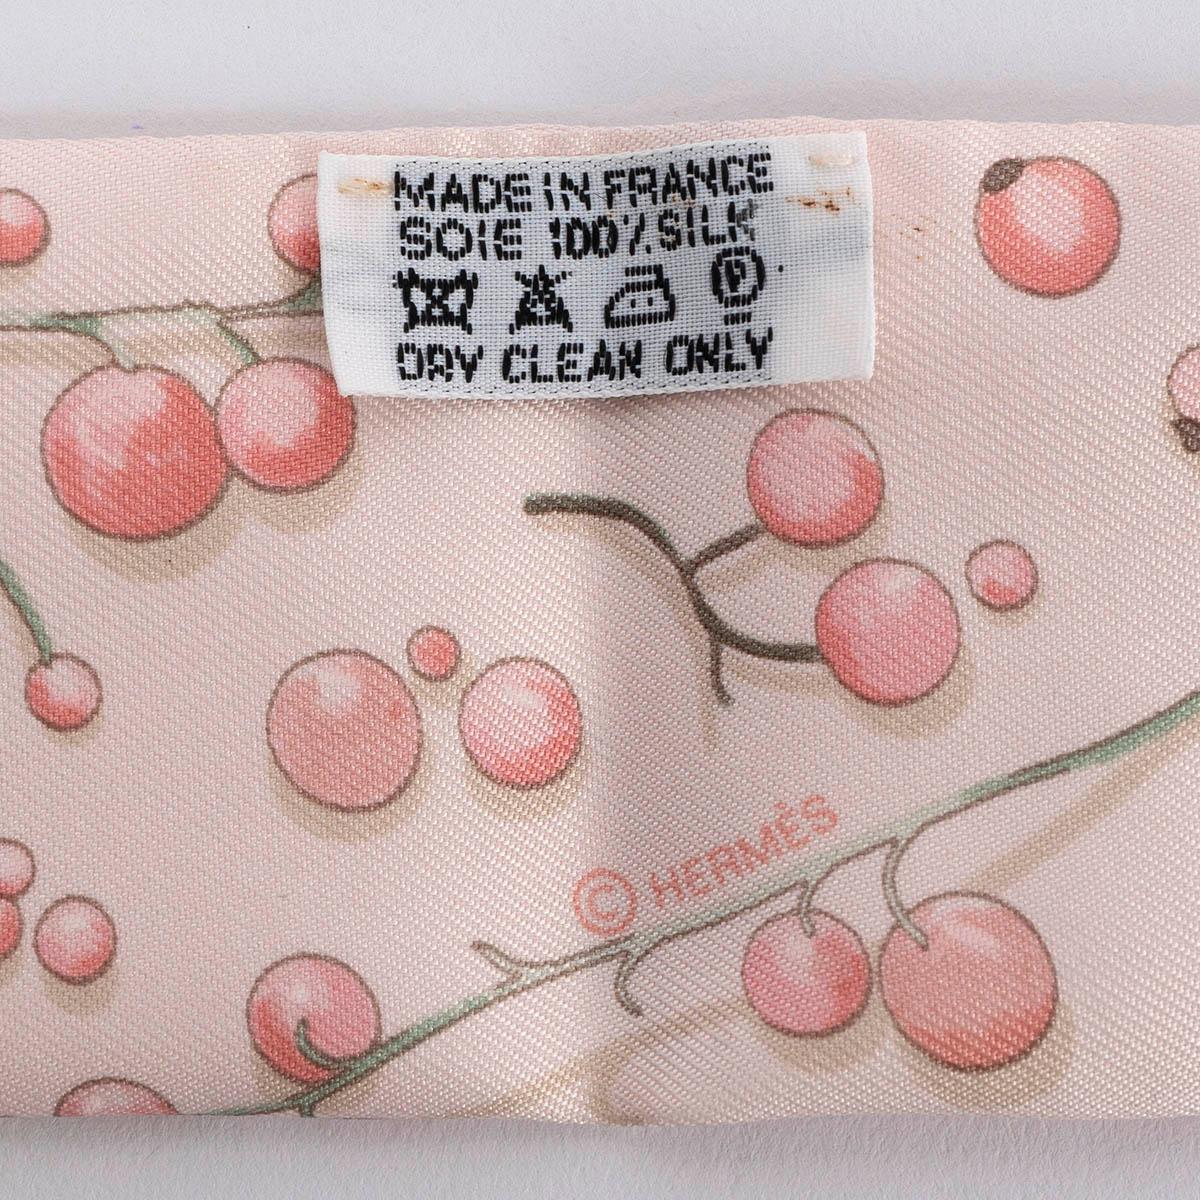 MADE IN FRANCE
SOIE 100% SILK
P
DRY CLEAN ONLY
© HERMÈS